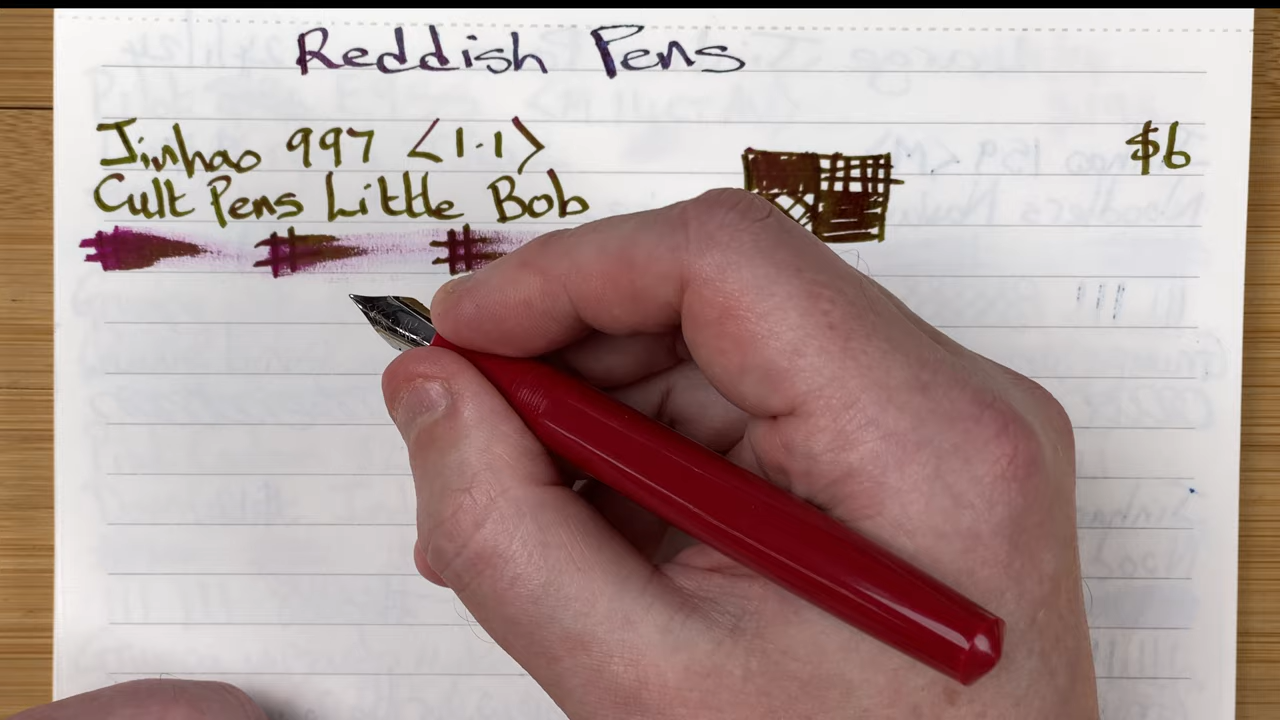 Reddish Pens
Jinhao 997 <1.1> $6
Cult Pens Little Bob